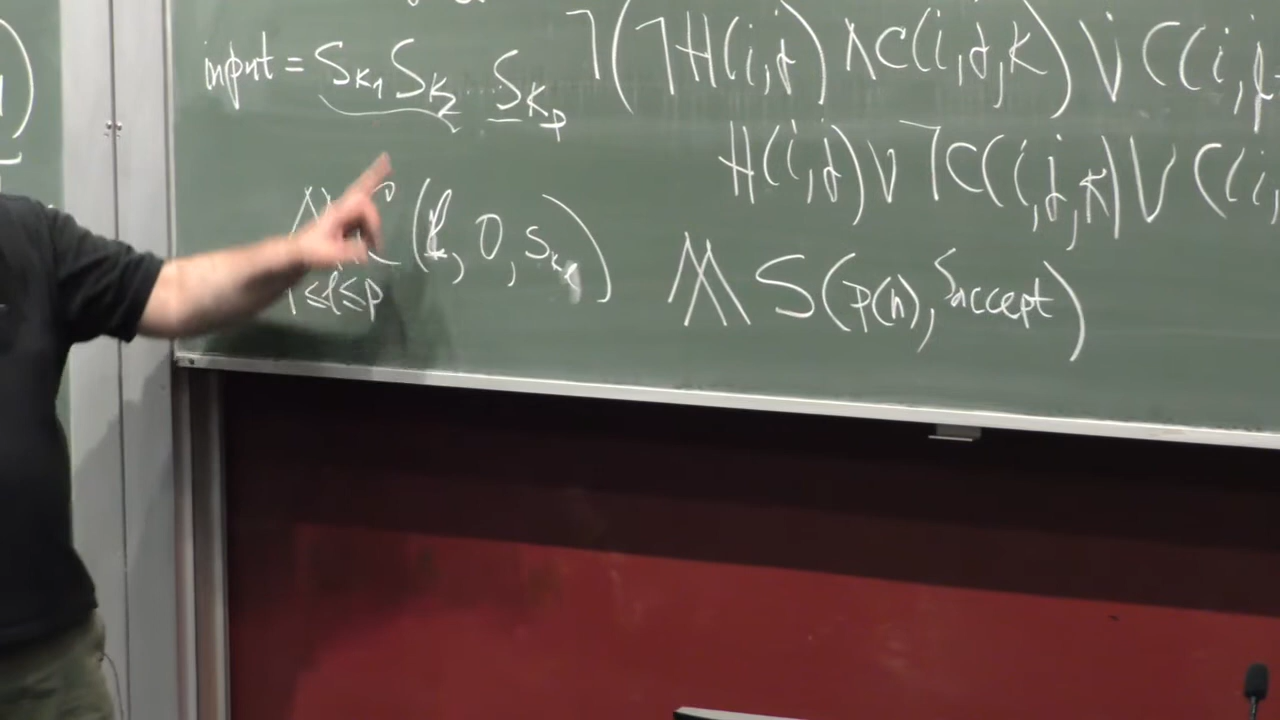 input = S_{K_1} S_{K_2} S_{K_p}
¬(¬H(i,j) ∧ C(i,j,k)) ∨ C(i,j
H(i,j) ∨ ¬C(i,j,k) ∨ C(i,
∧ C(ℓ, 0, S_{K_ℓ})
1≤ℓ≤p
∧ S(p(n), S_accept)